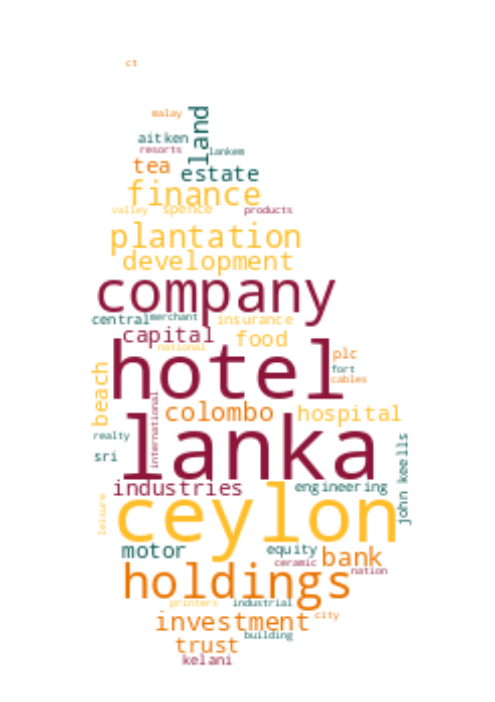 ct
malay
land
aitken
resorts
lankem
tea
estate
finance
valley
spence
products
plantation
development
company
central
merchant
insurance
capital
national
food
hotel
plc
fort
cables
beach
international
colombo
hospital
lanka
realty
sri
john keells
industries
engineering
leisure
ceylon
motor
equity
bank
ceramic
nation
holdings
printers
industrial
investment
city
building
trust
kelani